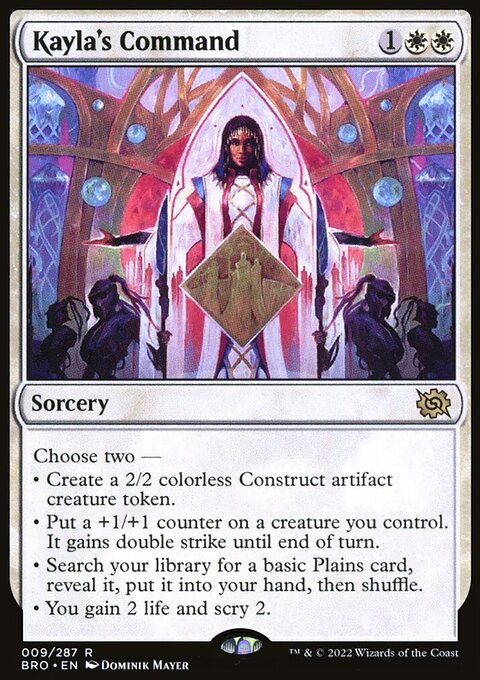 Kayla's Command 1
Sorcery
Choose two —
• Create a 2/2 colorless Construct artifact
creature token.
• Put a +1/+1 counter on a creature you control.
It gains double strike until end of turn.
• Search your library for a basic Plains card,
reveal it, put it into your hand, then shuffle.
• You gain 2 life and scry 2.
009/287 R
BRO • EN Dominik Mayer
™ & © 2022 Wizards of the Coast